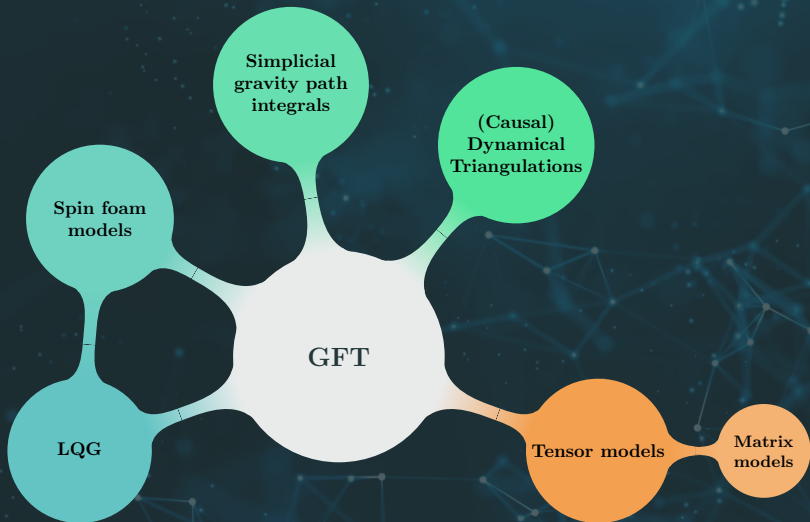 Simplicial
gravity path
integrals
(Causal)
Dynamical
Triangulations
Spin foam
models
GFT
LQG
Tensor models
Matrix
models